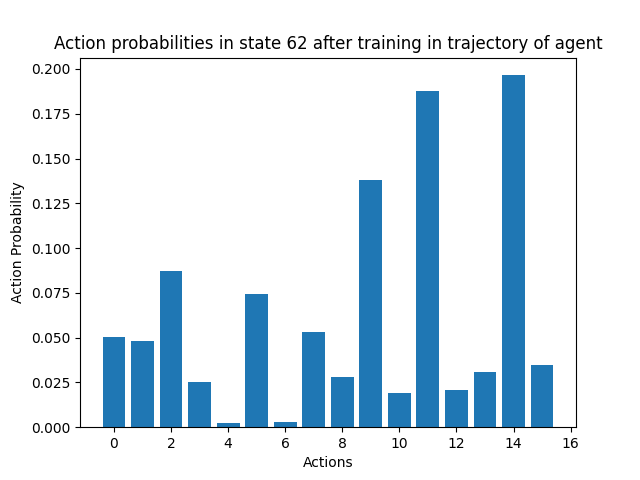 Action probabilities in state 62 after training in trajectory of agent
0.200
0.175
0.150
0.125
0.100
0.075
0.050
0.025
0.000
Action Probability
0 2 4 6 8 10 12 14 16
Actions